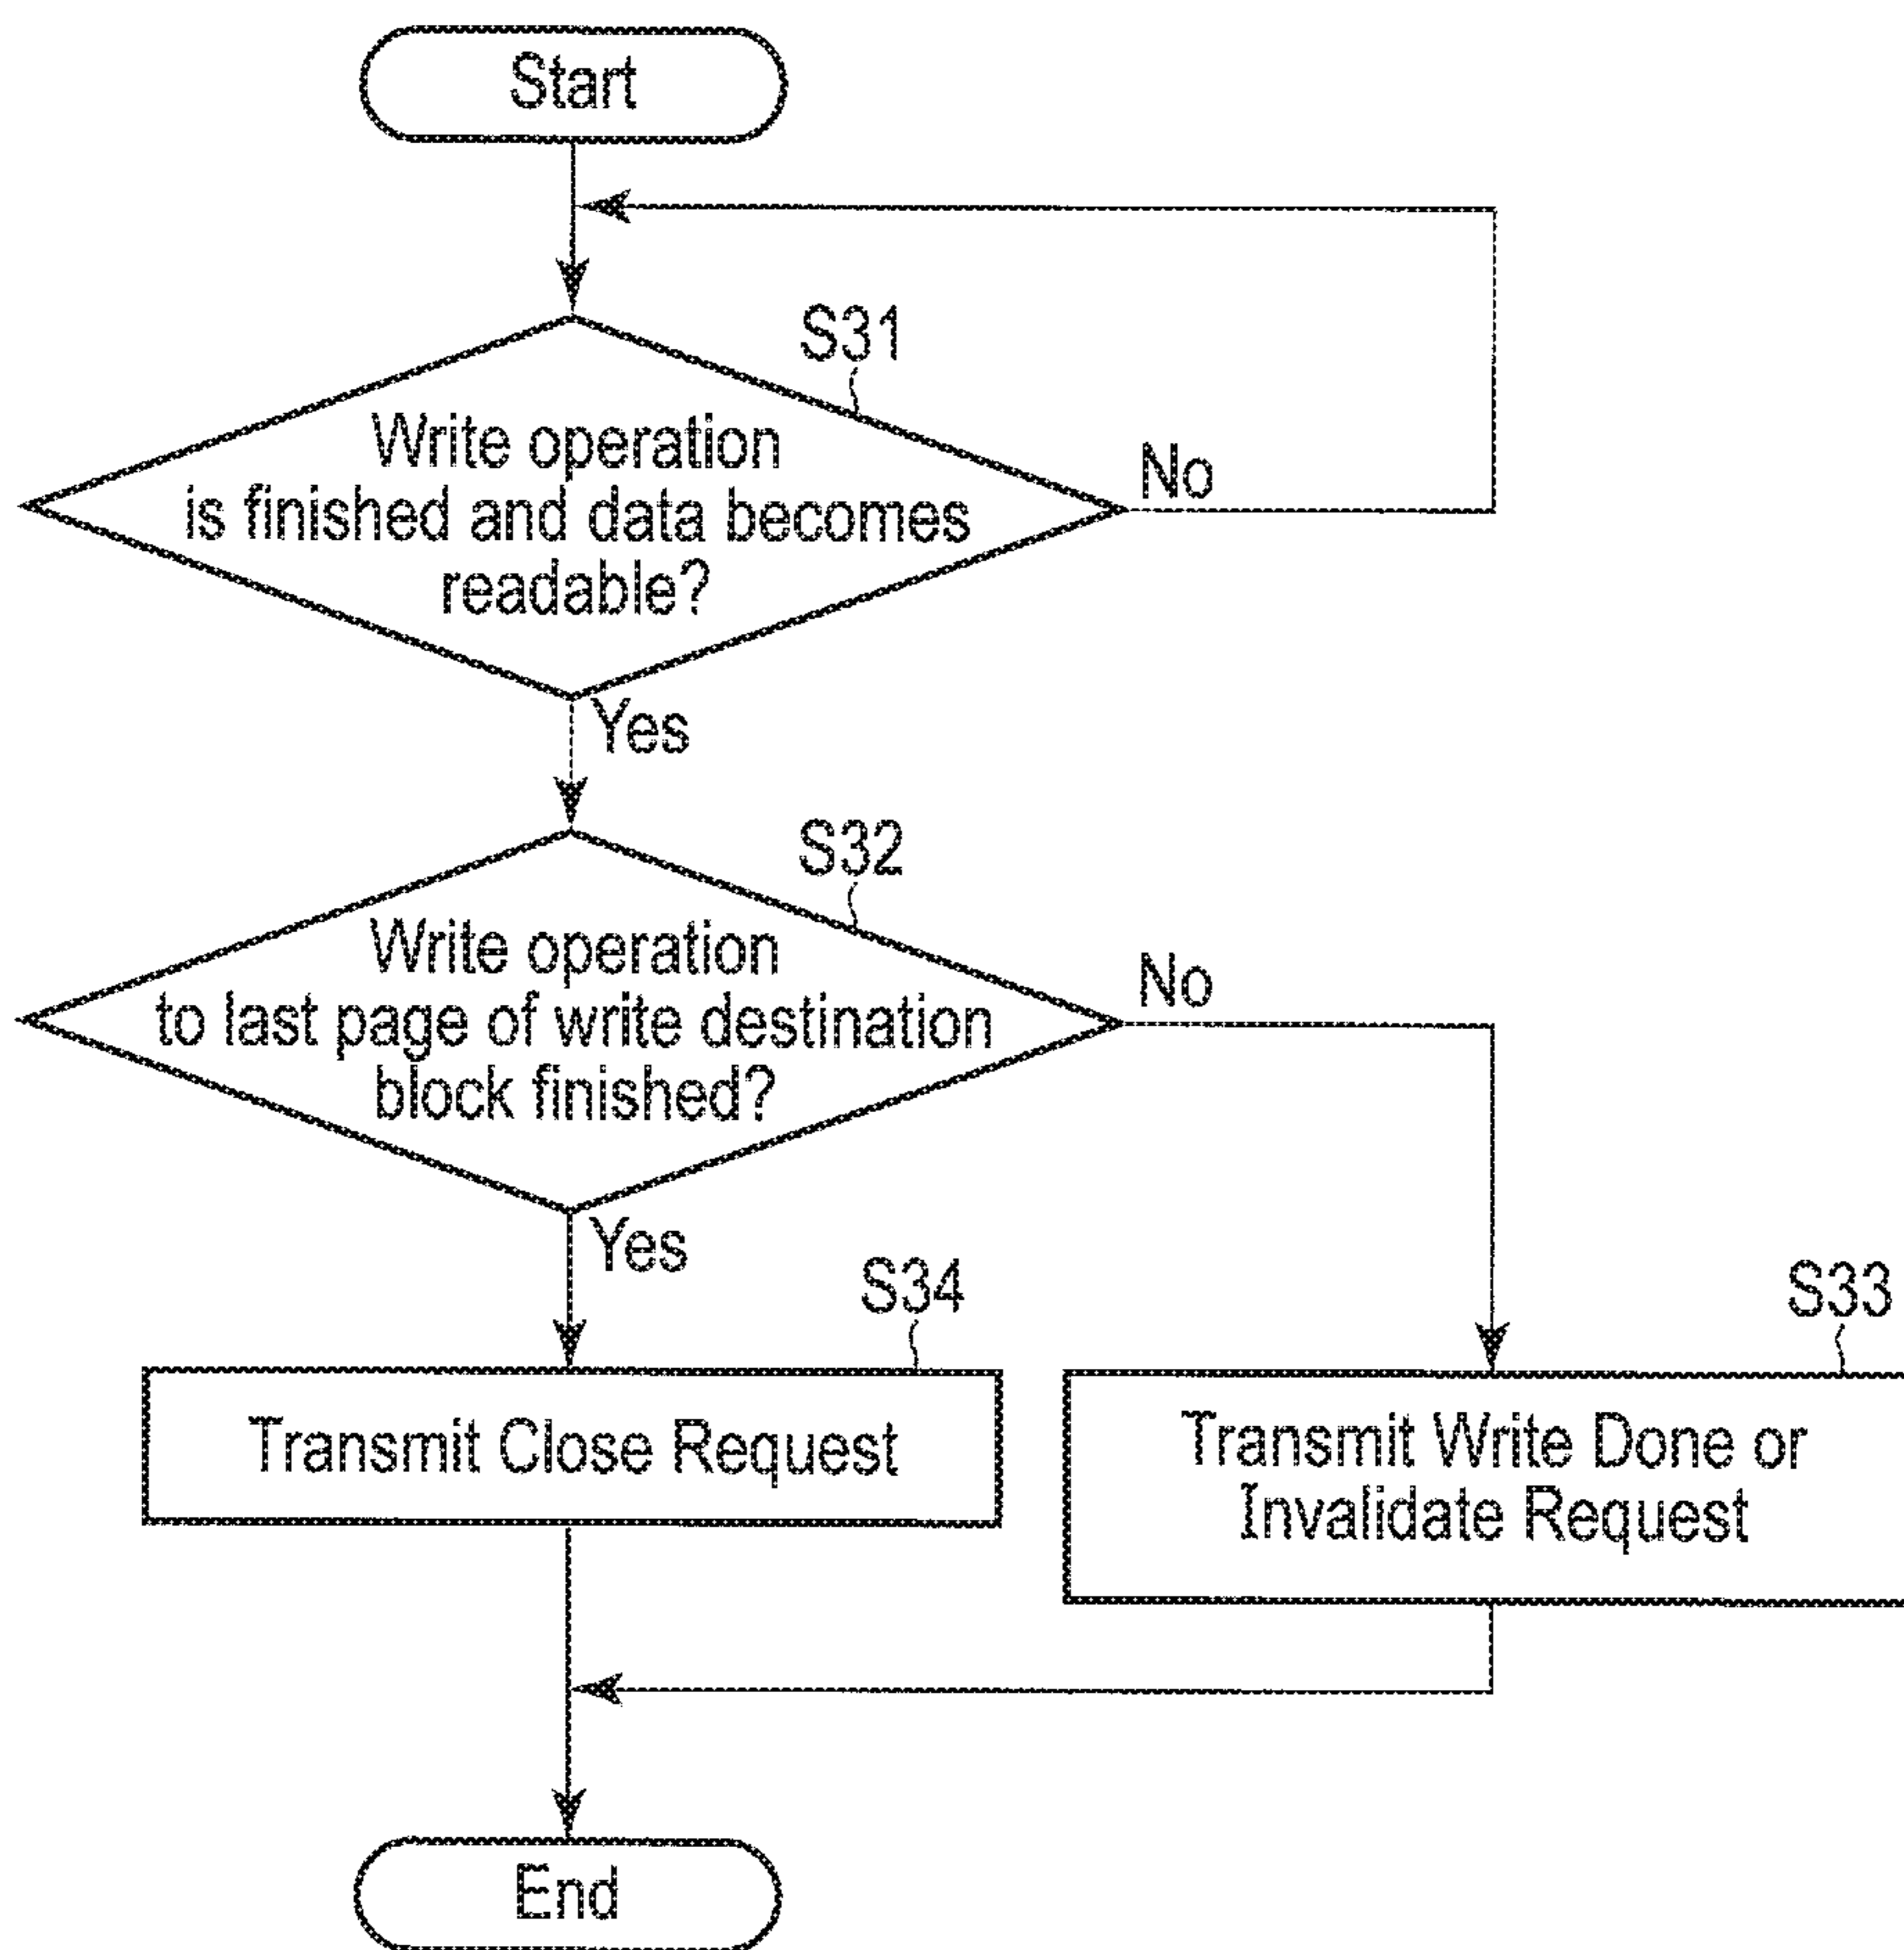 Start
S31
Write operation
is finished and data becomes
readable?
No
Yes
S32
Write operation
to last page of write destination
block finished?
No
Yes
S34
Transmit Close Request
S33
Transmit Write Done or
Invalidate Request
End